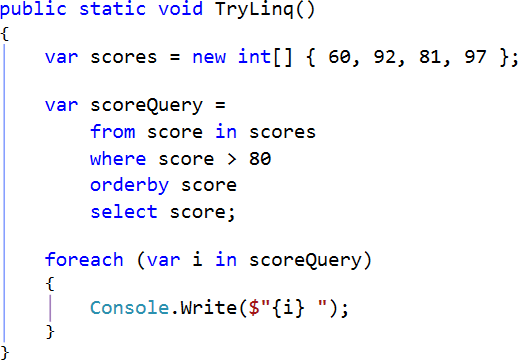 public static void TryLinq()
{
    var scores = new int[] { 60, 92, 81, 97 };

    var scoreQuery =
        from score in scores
        where score > 80
        orderby score
        select score;

    foreach (var i in scoreQuery)
    {
        Console.Write($"{i} ");
    }
}